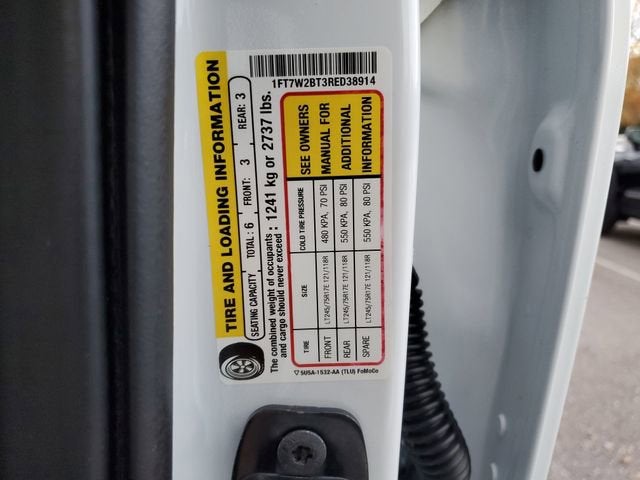 1FT7W2BT3RED38914
TIRE AND LOADING INFORMATION
SEATING CAPACITY TOTAL : 6 FRONT: 3 REAR: 3
The combined weight of occupants : 1241 kg or 2737 lbs.
and cargo should never exceed
TIRE SIZE COLD TIRE PRESSURE SEE OWNERS
FRONT LT245/75R17E 121/118R 480 KPA, 70 PSI MANUAL FOR
REAR LT245/75R17E 121/118R 550 KPA, 80 PSI ADDITIONAL
SPARE LT245/75R17E 121/118R 550 KPA, 80 PSI INFORMATION
5U5A-1532-AA (TLU) FoMoCo